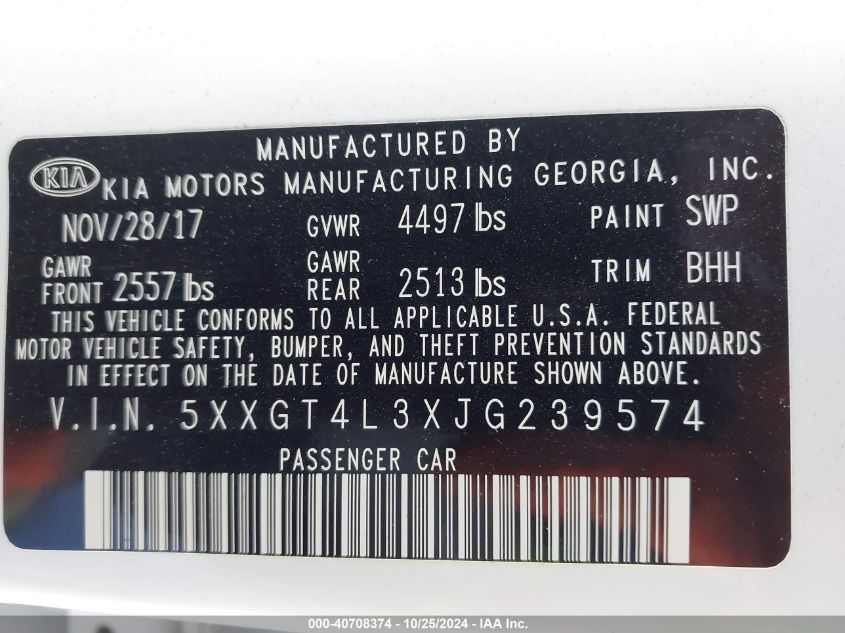 MANUFACTURED BY
KIA KIA MOTORS MANUFACTURING GEORGIA, INC.
NOV/28/17 GVWR 4497 lbs PAINT SWP
GAWR FRONT 2557 lbs GAWR REAR 2513 lbs TRIM BHH
THIS VEHICLE CONFORMS TO ALL APPLICABLE U.S.A. FEDERAL
MOTOR VEHICLE SAFETY, BUMPER, AND THEFT PREVENTION STANDARDS
IN EFFECT ON THE DATE OF MANUFACTURE SHOWN ABOVE.
V.I.N. 5XXGT4L3XJG239574
PASSENGER CAR
000-40708374 - 10/25/2024 - IAA Inc.